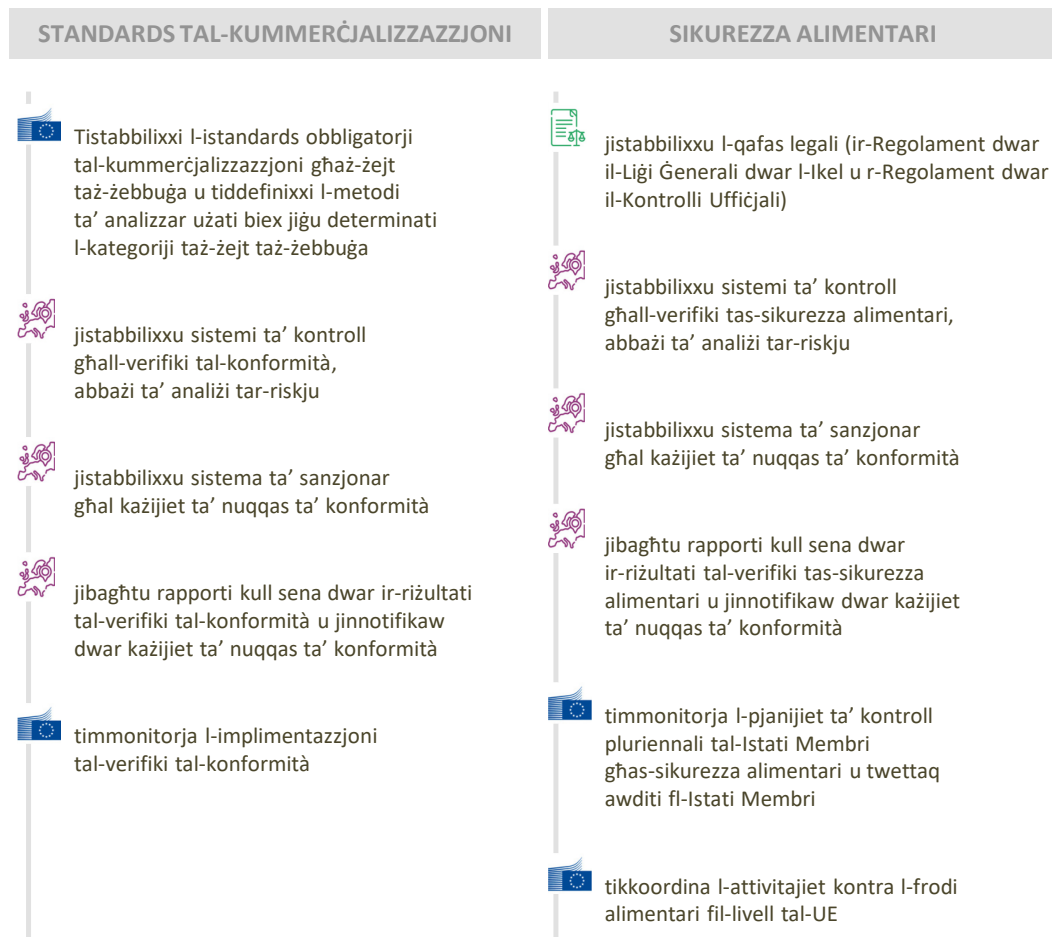 STANDARDS TAL-KUMMERĊJALIZZAZZJONI
Tistabbilixxi l-istandards obbligatorji
tal-kummerċjalizzazzjoni għaż-żejt
taż-żebbuġa u tiddefinixxi l-metodi
ta’ analizzar użati biex jiġu determinati
l-kategoriji taż-żejt taż-żebbuġa
jistabbilixxu sistemi ta’ kontroll
għall-verifiki tal-konformità,
abbażi ta’ analiżi tar-riskju
jistabbilixxu sistema ta’ sanzjonar
għal każijiet ta’ nuqqas ta’ konformità
jibagħtu rapporti kull sena dwar ir-riżultati
tal-verifiki tal-konformità u jinnotifikaw
dwar każijiet ta’ nuqqas ta’ konformità
timmonitorja l-implimentazzjoni
tal-verifiki tal-konformità
SIKUREZZA ALIMENTARI
jistabbilixxu l-qafas legali (ir-Regolament dwar
il-Liġi Ġenerali dwar l-Ikel u r-Regolament dwar
il-Kontrolli Uffiċjali)
jistabbilixxu sistemi ta’ kontroll
għall-verifiki tas-sikurezza alimentari,
abbażi ta’ analiżi tar-riskju
jistabbilixxu sistema ta’ sanzjonar
għal każijiet ta’ nuqqas ta’ konformità
jibagħtu rapporti kull sena dwar
ir-riżultati tal-verifiki tas-sikurezza
alimentari u jinnotifikaw dwar każijiet
ta’ nuqqas ta’ konformità
timmonitorja l-pjanijiet ta’ kontroll
pluriennali tal-Istati Membri
għas-sikurezza alimentari u twettaq
awditi fl-Istati Membri
tikkoordina l-attivitajiet kontra l-frodi
alimentari fil-livell tal-UE